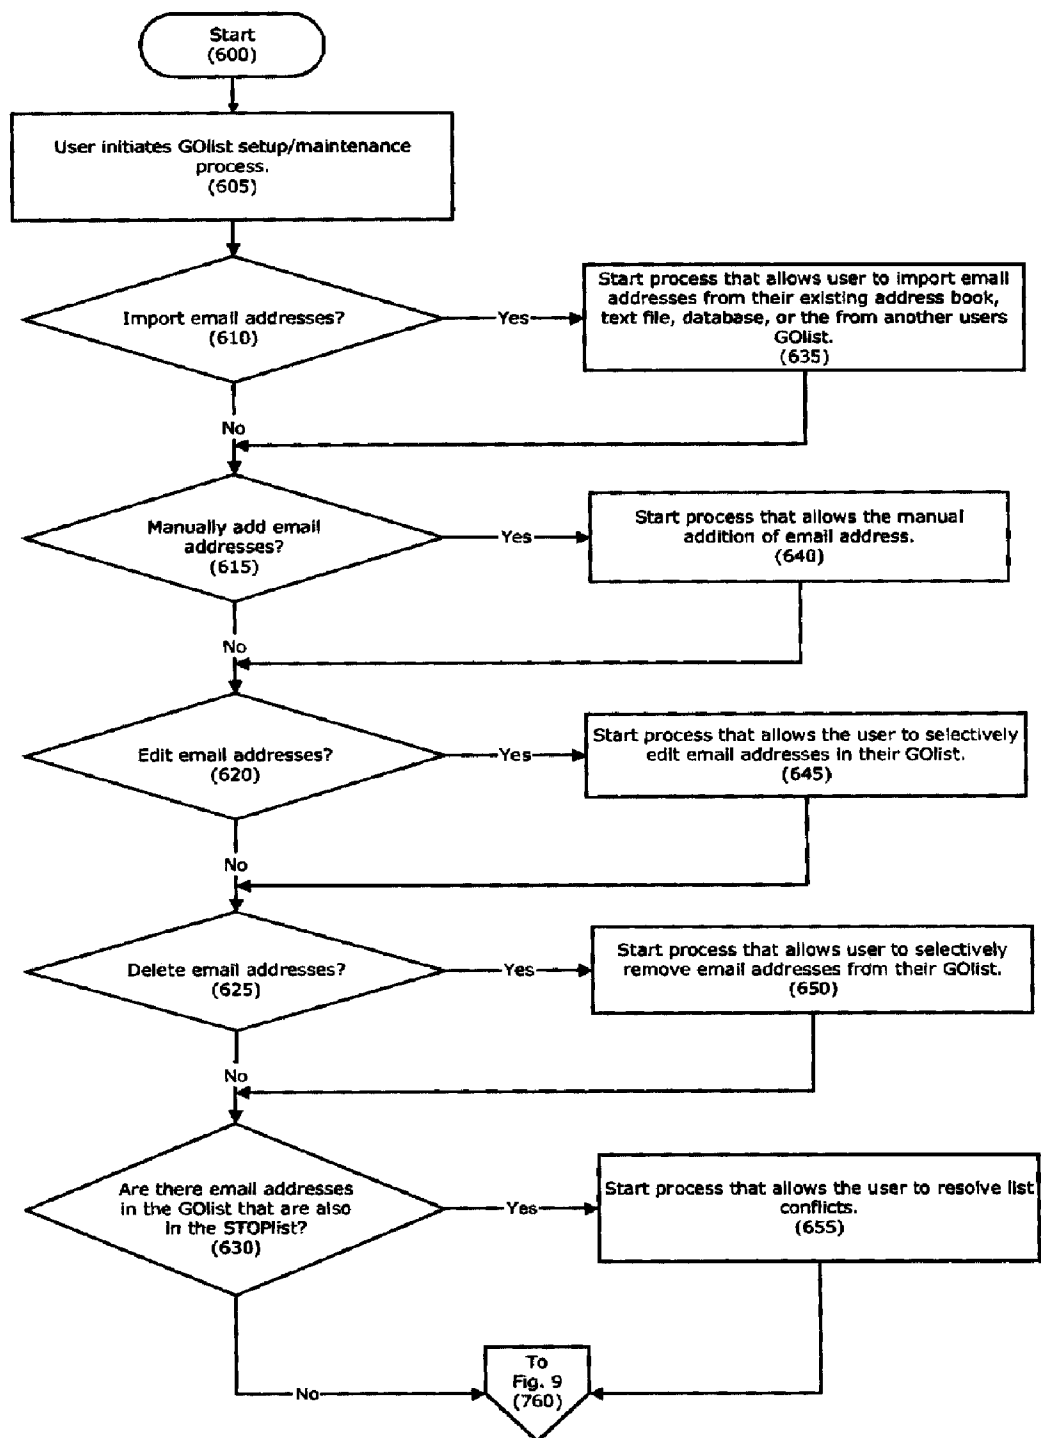 Start
(600)
User initiates GOlist setup/maintenance
process.
(605)
Import email addresses?
(610)
Yes
Start process that allows user to import email
addresses from their existing address book,
text file, database, or the from another users
GOlist.
(635)
No
Manually add email
addresses?
(615)
Yes
Start process that allows the manual
addition of email address.
(640)
No
Edit email addresses?
(620)
Yes
Start process that allows the user to selectively
edit email addresses in their GOlist.
(645)
No
Delete email addresses?
(625)
Yes
Start process that allows user to selectively
remove email addresses from their GOlist.
(650)
No
Are there email addresses
in the GOlist that are also
in the STOPlist?
(630)
Yes
Start process that allows the user to resolve list
conflicts.
(655)
No
To
Fig. 9
(760)